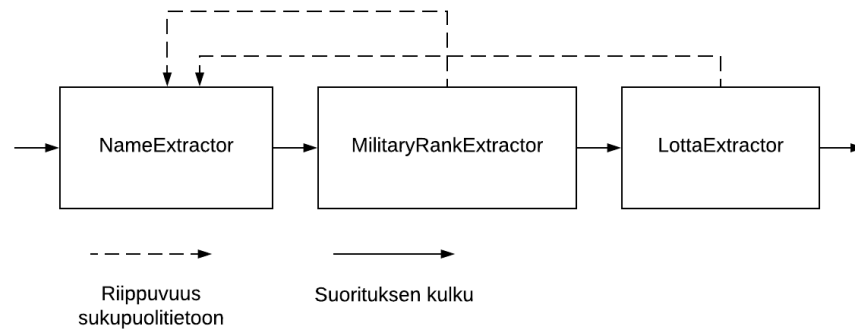 NameExtractor
MilitaryRankExtractor
LottaExtractor
Riippuvuus
sukupuolitietoon
Suorituksen kulku